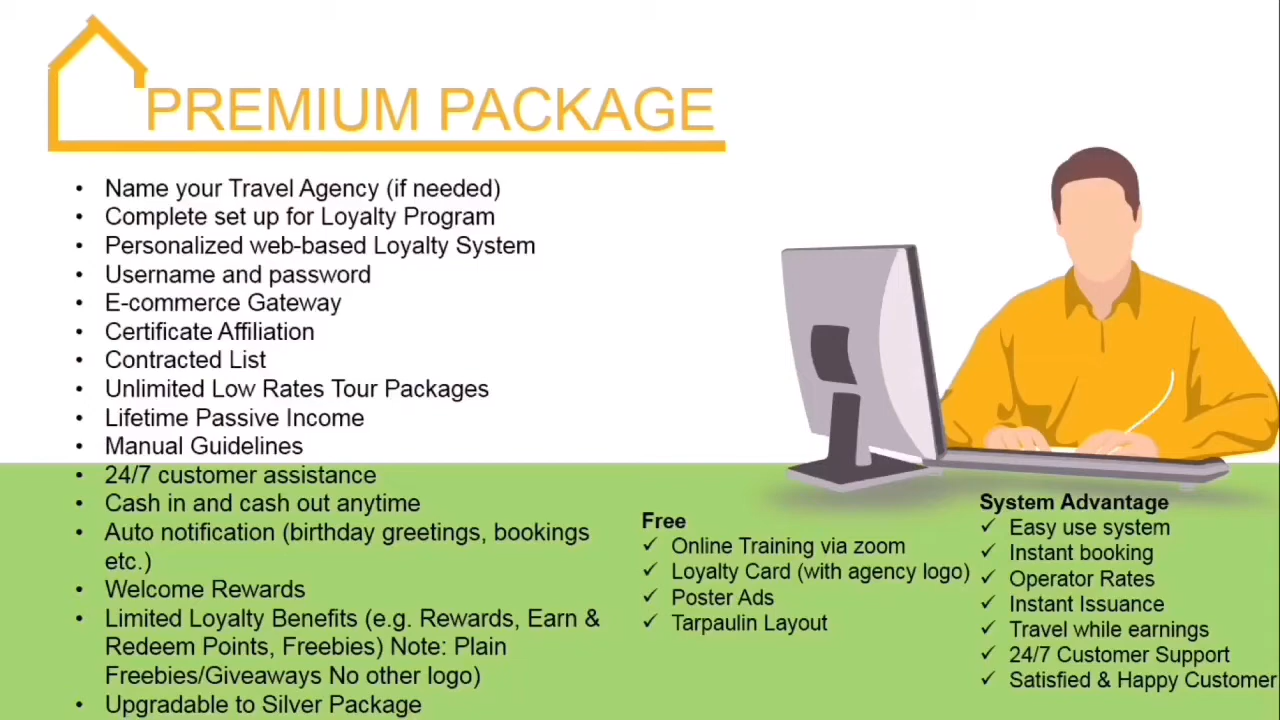 PREMIUM PACKAGE
• Name your Travel Agency (if needed)
• Complete set up for Loyalty Program
• Personalized web-based Loyalty System
• Username and password
• E-commerce Gateway
• Certificate Affiliation
• Contracted List
• Unlimited Low Rates Tour Packages
• Lifetime Passive Income
• Manual Guidelines
• 24/7 customer assistance
• Cash in and cash out anytime
• Auto notification (birthday greetings, bookings
etc.)
• Welcome Rewards
• Limited Loyalty Benefits (e.g. Rewards, Earn &
Redeem Points, Freebies) Note: Plain
Freebies/Giveaways No other logo)
• Upgradable to Silver Package
Free
✓ Online Training via zoom
✓ Loyalty Card (with agency logo)
✓ Poster Ads
✓ Tarpaulin Layout
System Advantage
✓ Easy use system
✓ Instant booking
✓ Operator Rates
✓ Instant Issuance
✓ Travel while earnings
✓ 24/7 Customer Support
✓ Satisfied & Happy Customer